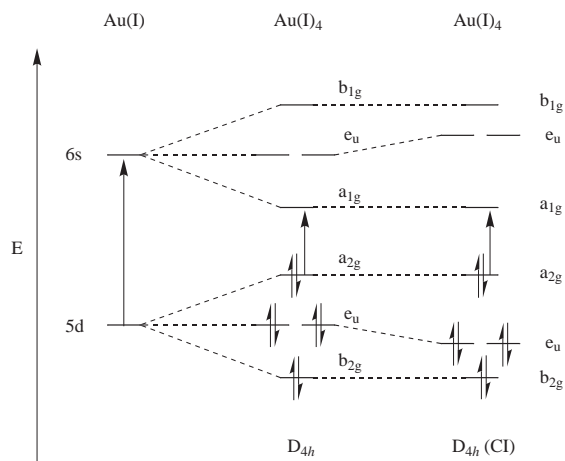 Au(I) Au(I)₄ Au(I)₄
b₁g b₁g
eᵤ eᵤ
6s
a₁g a₁g
E
a₂g a₂g
5d eᵤ
eᵤ
b₂g b₂g
D₄h D₄h (CI)